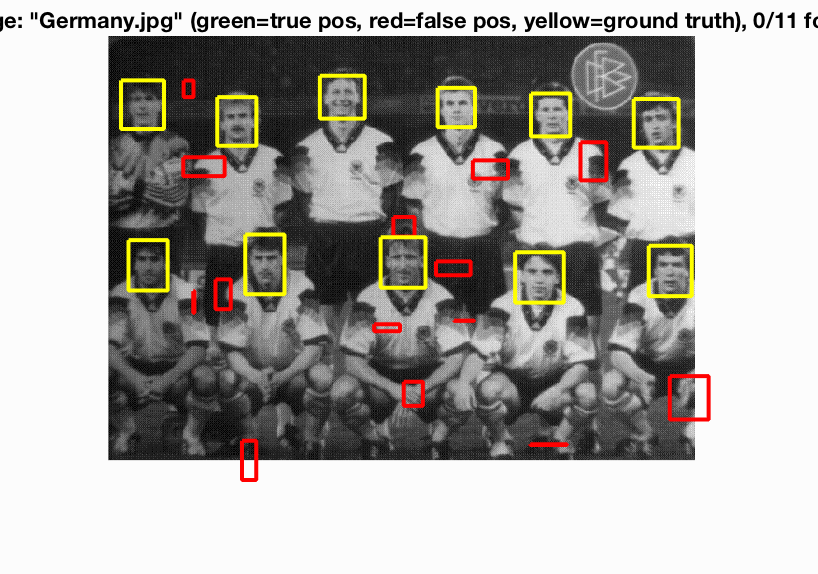 ge: "Germany.jpg" (green=true pos, red=false pos, yellow=ground truth), 0/11 fo